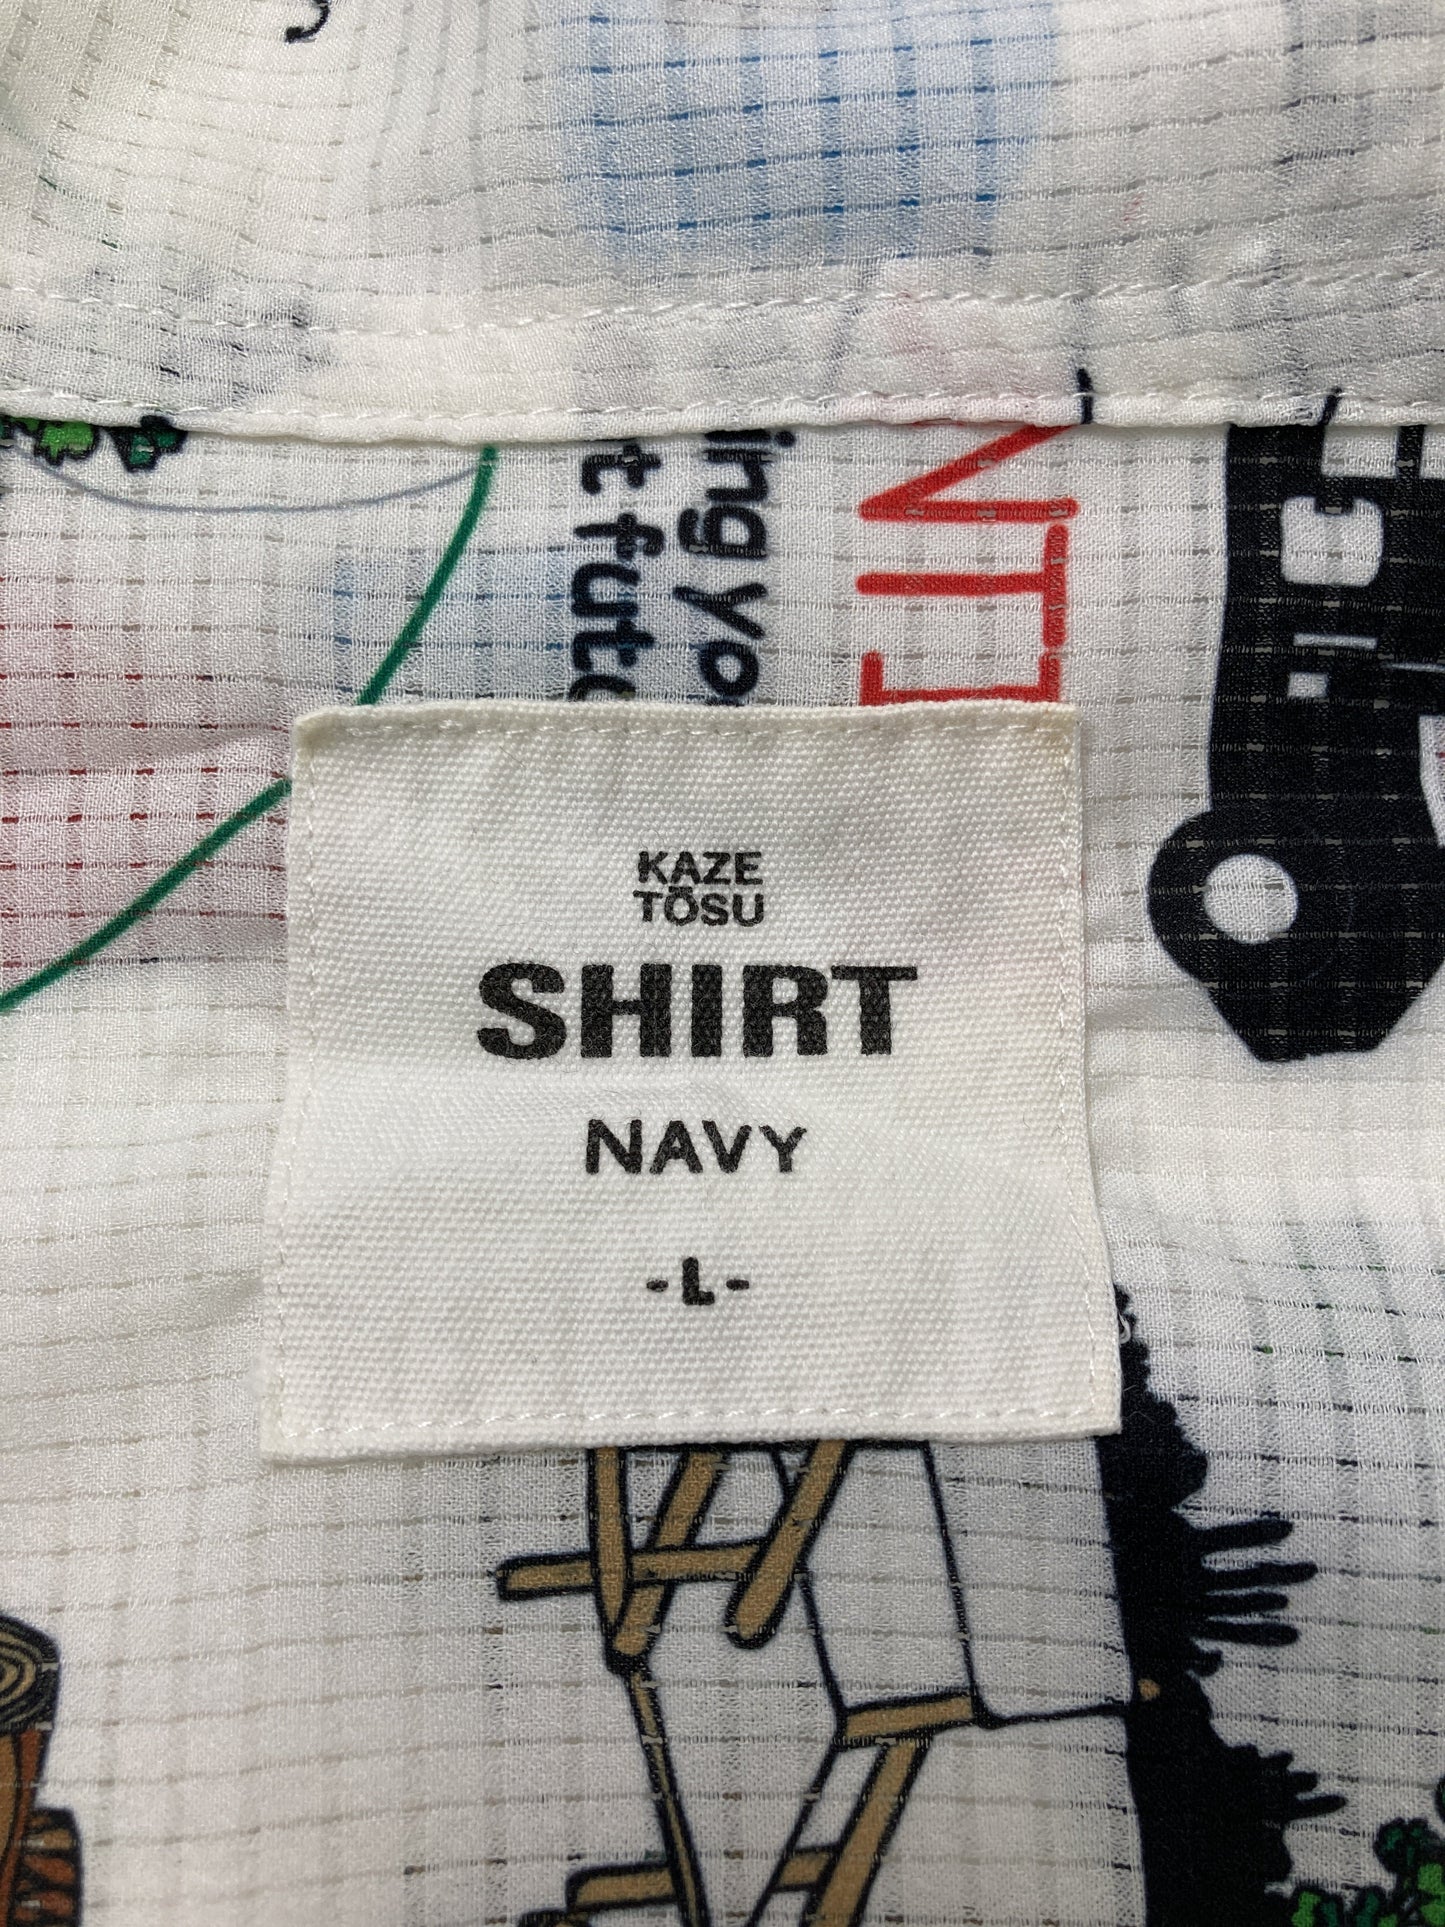 KAZE
TŌSU
SHIRT
NAVY
-L-